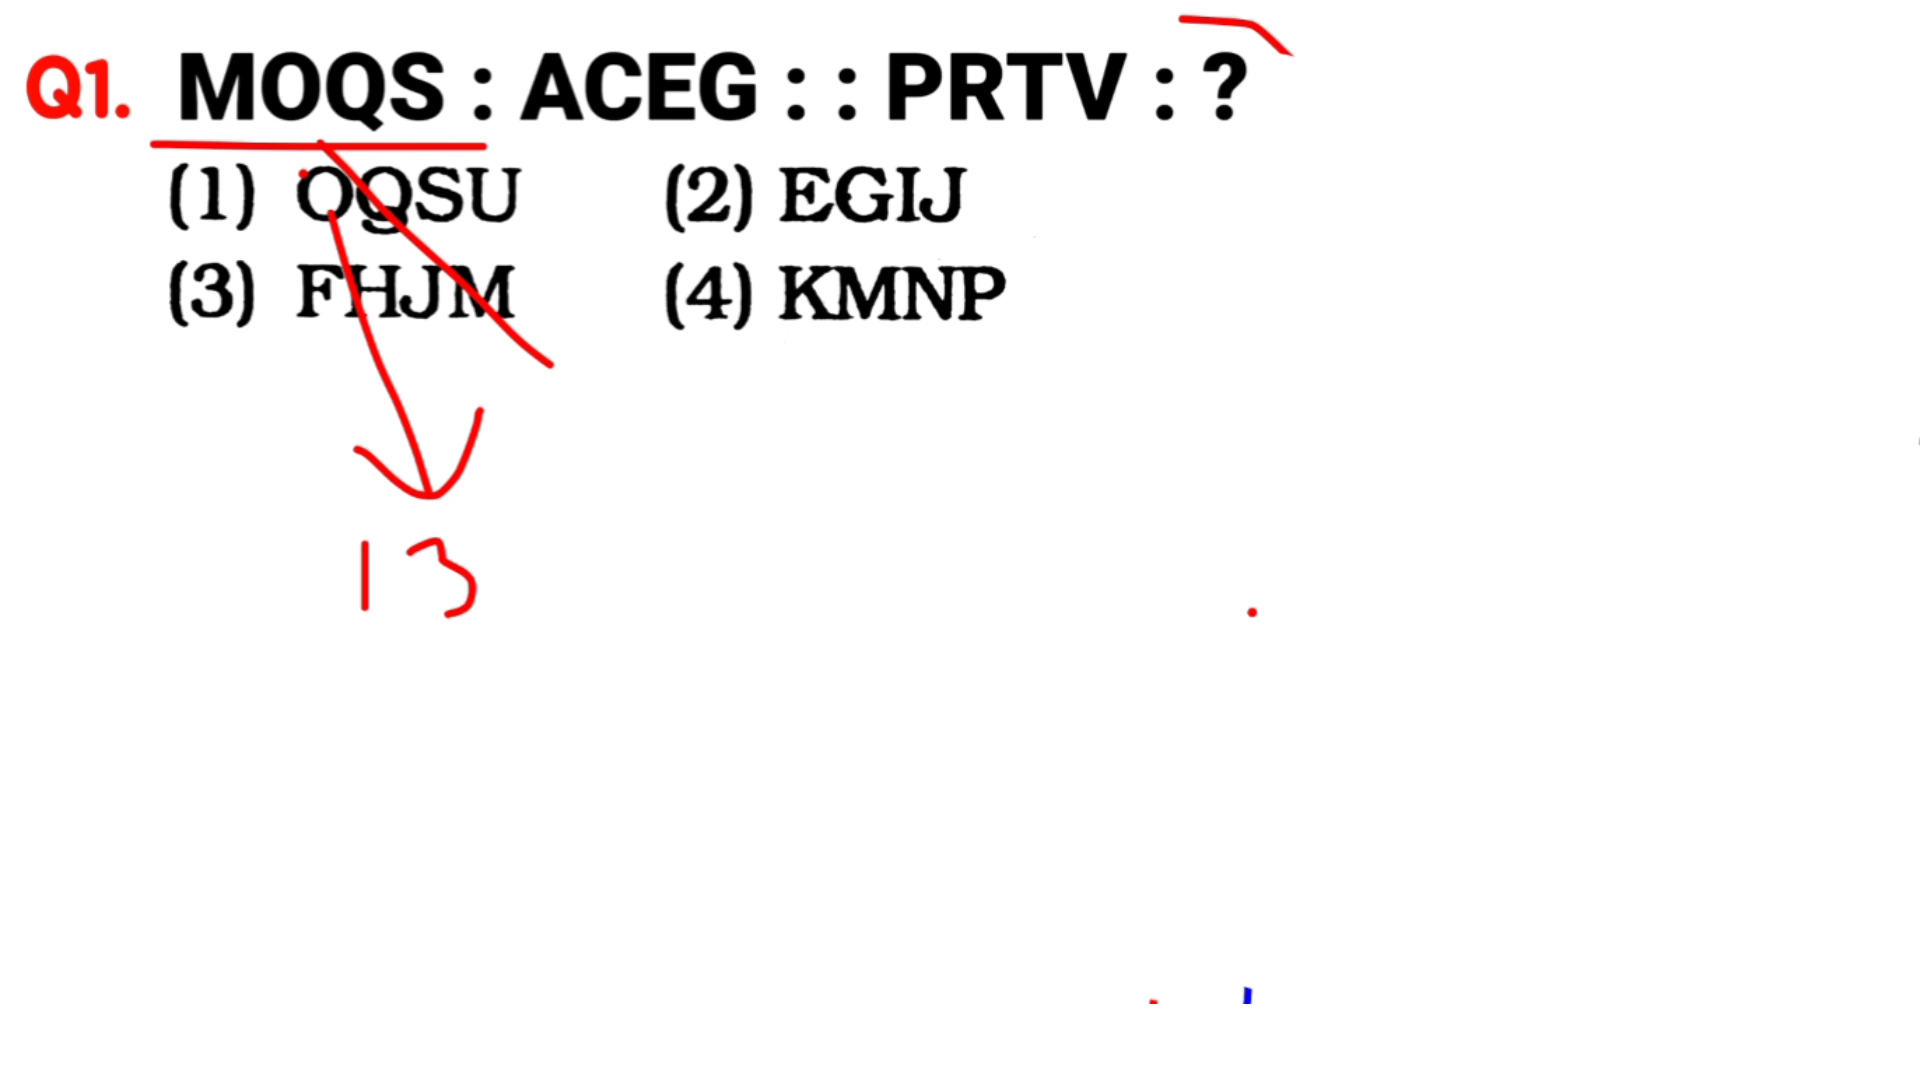 Q1. MOQS : ACEG : : PRTV : ?
(1) OQSU (2) EGIJ
(3) FHJM (4) KMNP
13